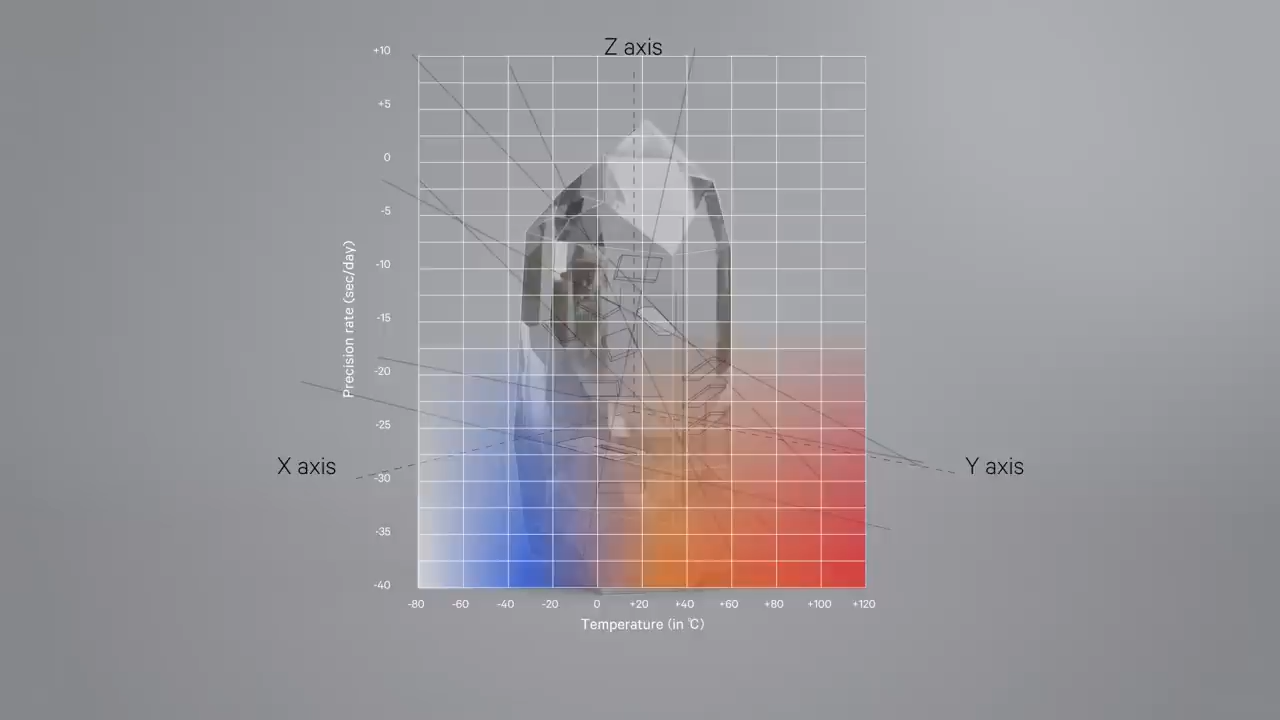 Z axis
+10
+5
0
-5
-10
-15
-20
-25
-30
-35
-40
Precision rate (sec/day)
X axis
Y axis
-80 -60 -40 -20 0 +20 +40 +60 +80 +100 +120
Temperature (in ℃)